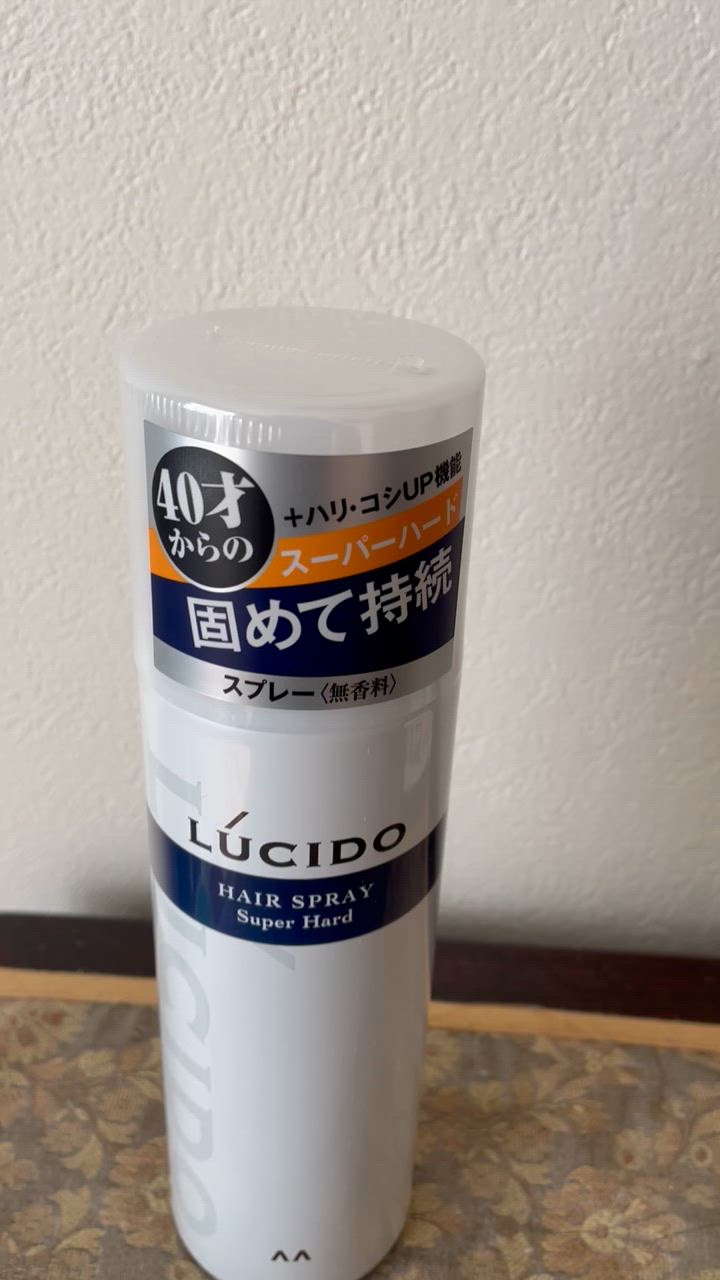 40才
からの
+ハリ・コシUP機能
スーパーハード
固めて持続
スプレー〈無香料〉
LÚCIDO
HAIR SPRAY
Super Hard
LÚCIDO